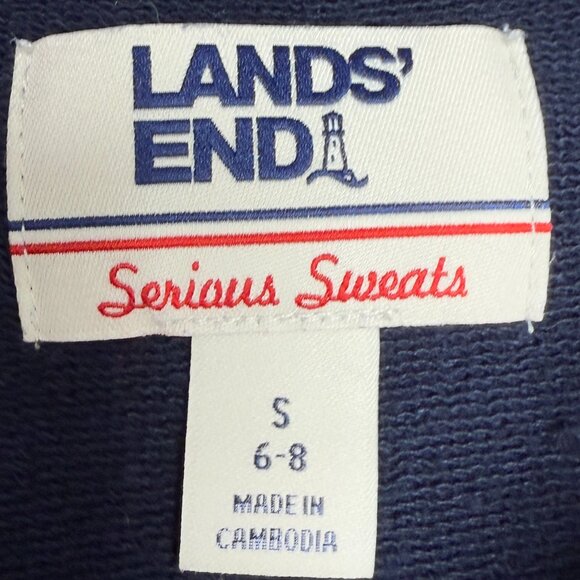 LANDS'
END
Serious Sweats
S
6-8
MADE IN
CAMBODIA